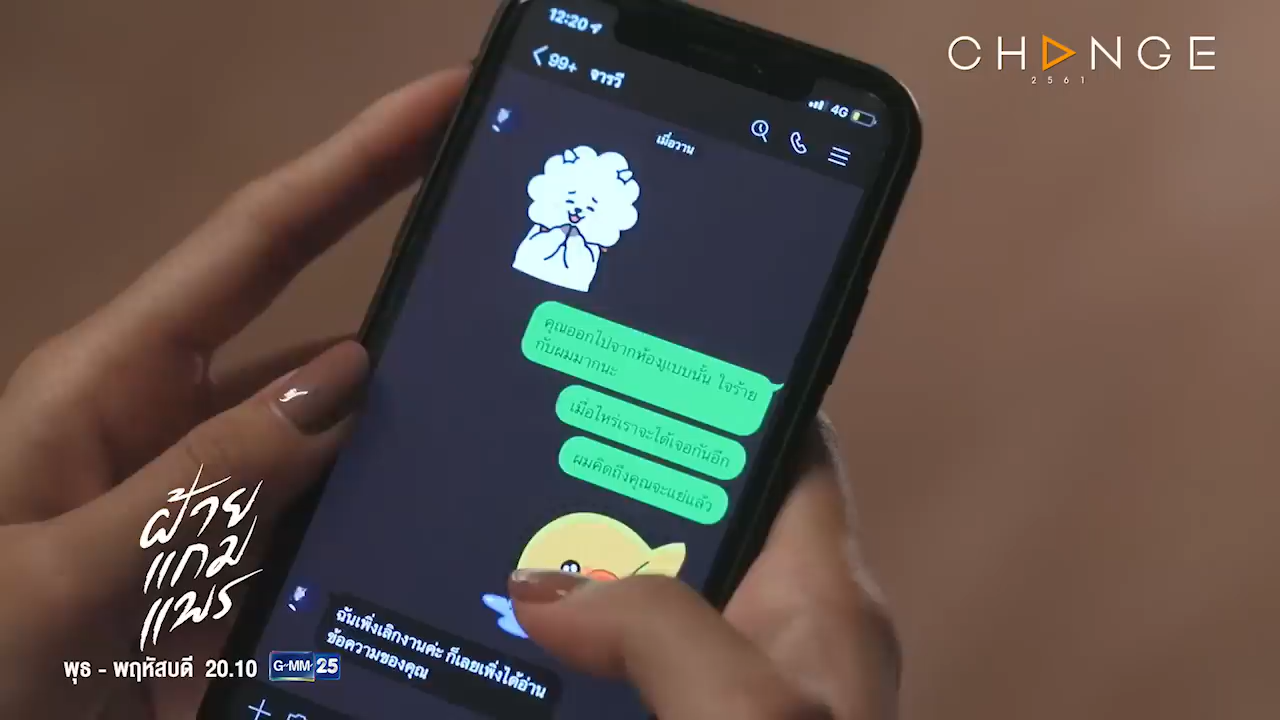 12:20
CHANGE
2561
99+ จารวี
4G
เมื่อวาน
คุณออกไปจากห้องแบบนั้น ใจร้าย
กับผมมากนะ
เมื่อไหร่เราจะได้เจอกันอีก
ผมคิดถึงคุณจะแย่แล้ว
ฝ้าย
แกม
แพร
ฉันเพิ่งเลิกงานค่ะ ก็เลยเพิ่งได้อ่าน
ข้อความของคุณ
พุธ - พฤหัสบดี 20.10 GMM 25